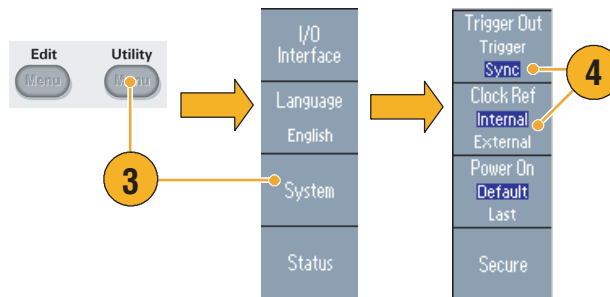 Edit
Utility
Menu
Menu
3
I/O
Interface
Language
English
System
Status
Trigger Out
Trigger
Sync
Clock Ref
Internal
External
Power On
Default
Last
Secure
4